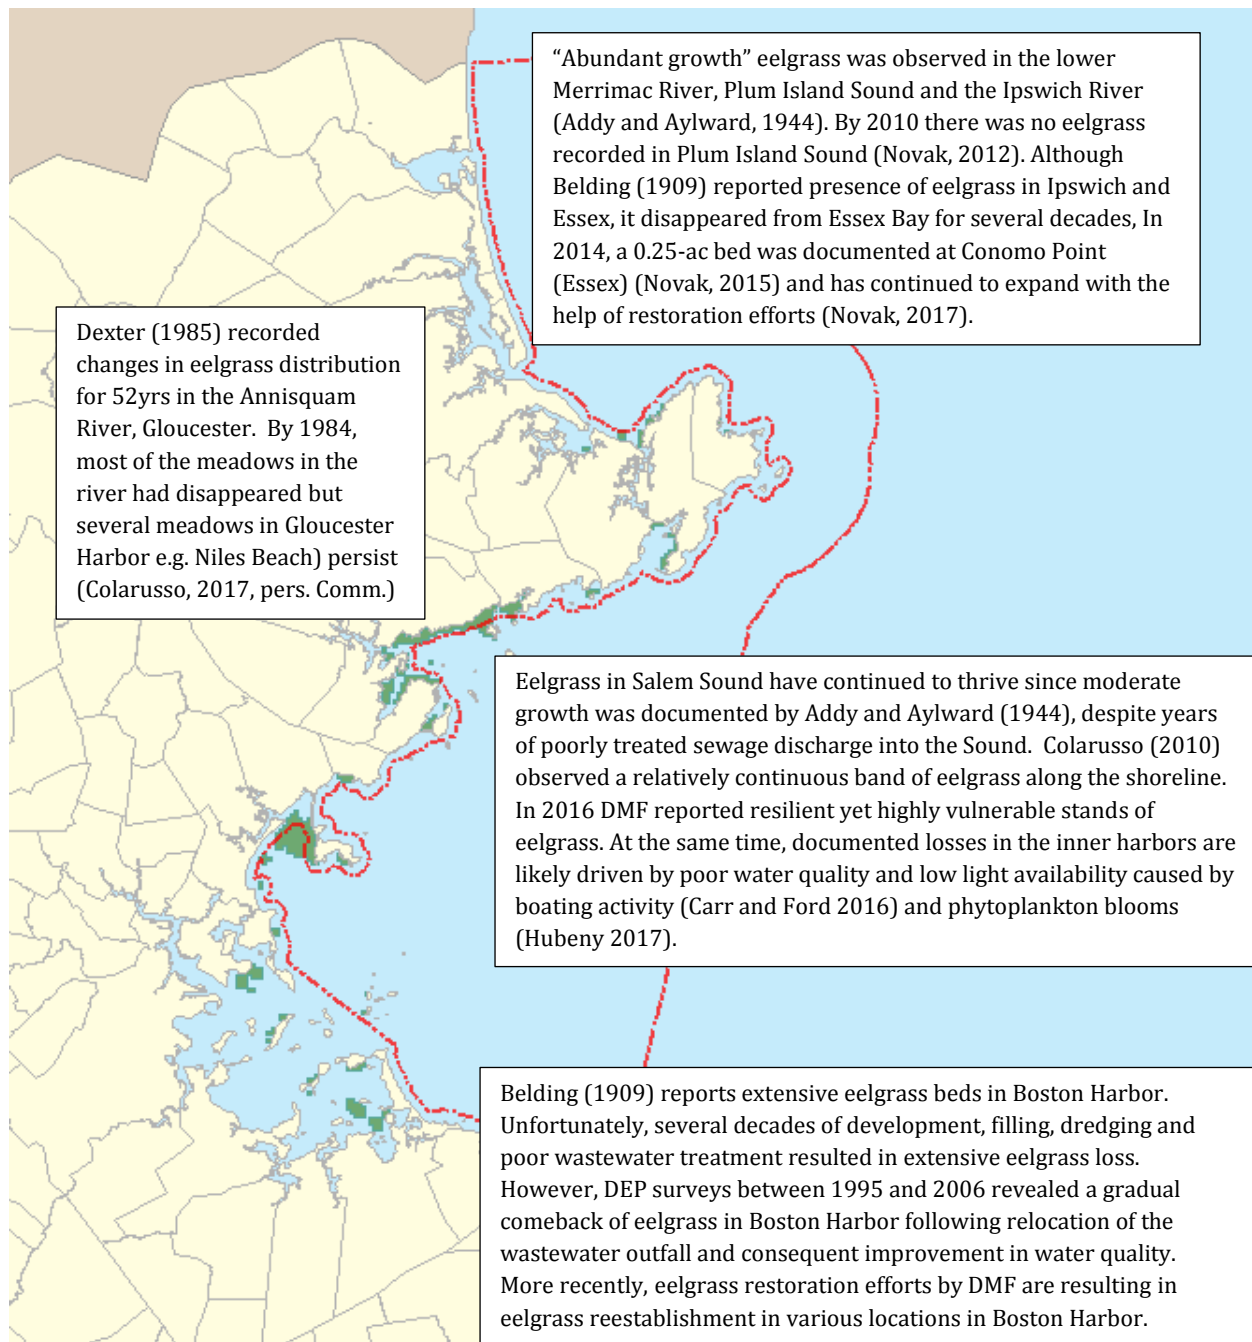 “Abundant growth” eelgrass was observed in the lower
Merrimac River, Plum Island Sound and the Ipswich River
(Addy and Aylward, 1944). By 2010 there was no eelgrass
recorded in Plum Island Sound (Novak, 2012). Although
Belding (1909) reported presence of eelgrass in Ipswich and
Essex, it disappeared from Essex Bay for several decades, In
2014, a 0.25-ac bed was documented at Conomo Point
(Essex) (Novak, 2015) and has continued to expand with the
help of restoration efforts (Novak, 2017).
Dexter (1985) recorded
changes in eelgrass distribution
for 52yrs in the Annisquam
River, Gloucester.  By 1984,
most of the meadows in the
river had disappeared but
several meadows in Gloucester
Harbor e.g. Niles Beach) persist
(Colarusso, 2017, pers. Comm.)
Eelgrass in Salem Sound have continued to thrive since moderate
growth was documented by Addy and Aylward (1944), despite years
of poorly treated sewage discharge into the Sound.  Colarusso (2010)
observed a relatively continuous band of eelgrass along the shoreline.
In 2016 DMF reported resilient yet highly vulnerable stands of
eelgrass. At the same time, documented losses in the inner harbors are
likely driven by poor water quality and low light availability caused by
boating activity (Carr and Ford 2016) and phytoplankton blooms
(Hubeny 2017).
Belding (1909) reports extensive eelgrass beds in Boston Harbor.
Unfortunately, several decades of development, filling, dredging and
poor wastewater treatment resulted in extensive eelgrass loss.
However, DEP surveys between 1995 and 2006 revealed a gradual
comeback of eelgrass in Boston Harbor following relocation of the
wastewater outfall and consequent improvement in water quality.
More recently, eelgrass restoration efforts by DMF are resulting in
eelgrass reestablishment in various locations in Boston Harbor.